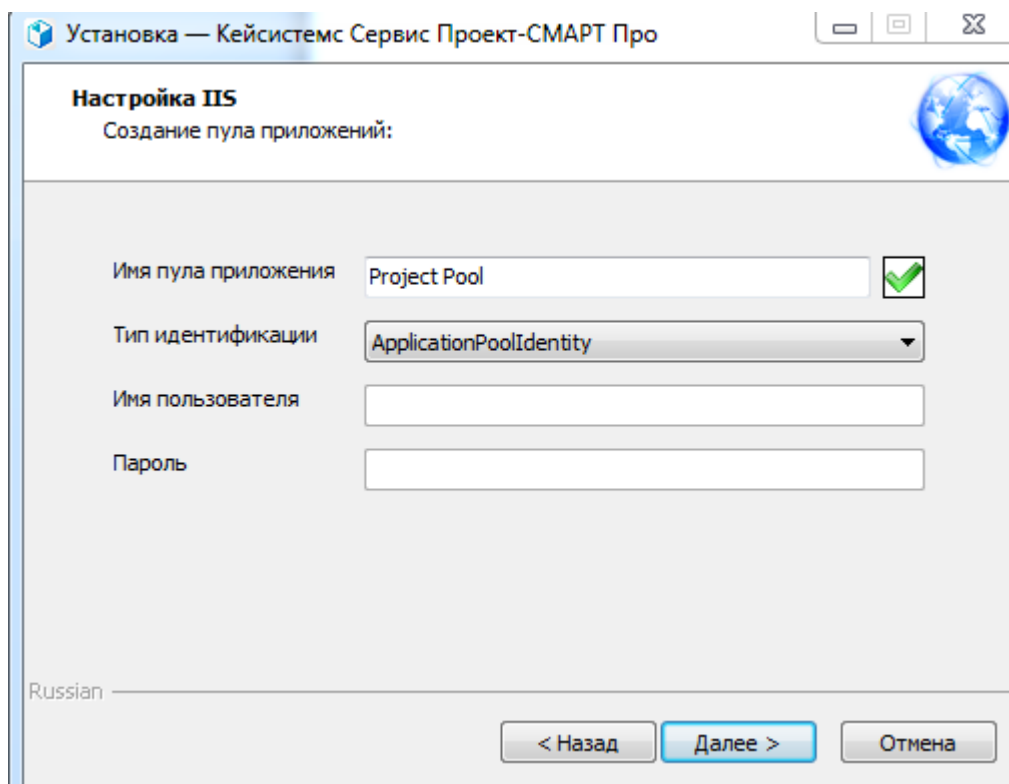 Установка — Кейсистемс Сервис Проект-СМАРТ Про
Настройка IIS
Создание пула приложений:
Имя пула приложения
Project Pool
Тип идентификации
ApplicationPoolIdentity
Имя пользователя
Пароль
Russian
< Назад
Далее >
Отмена